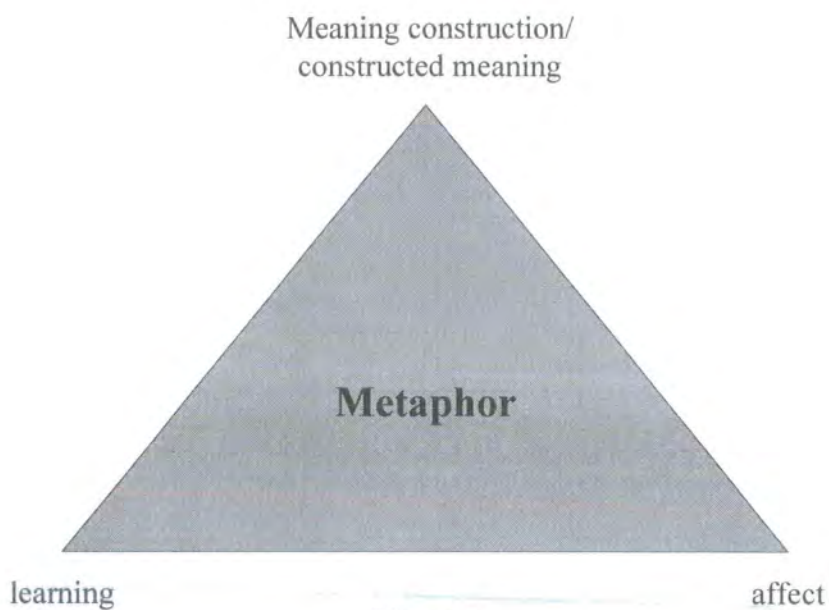 Meaning construction/
constructed meaning
Metaphor
learning
affect